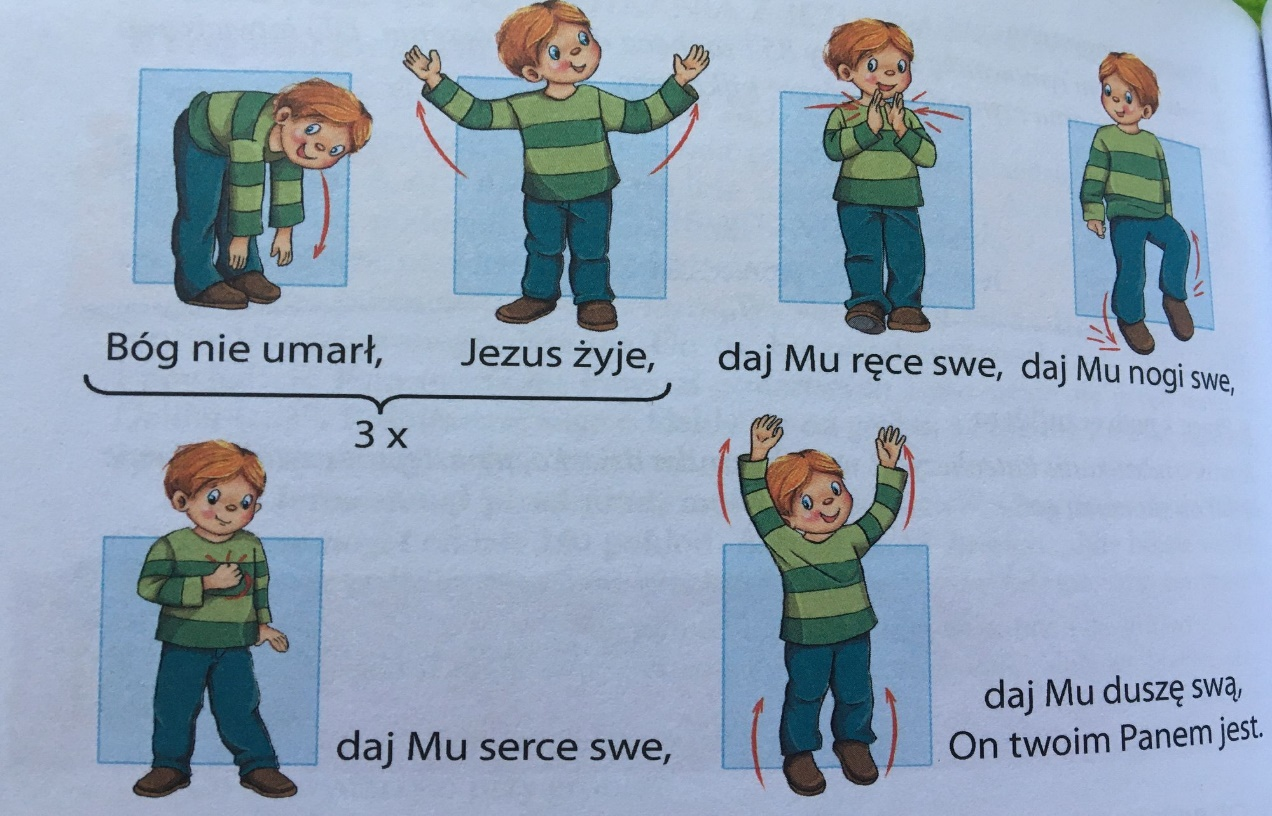 Bóg nie umarł, Jezus żyje, daj Mu ręce swe, daj Mu nogi swe,
3 x
daj Mu serce swe,
daj Mu duszę swą,
On twoim Panem jest.